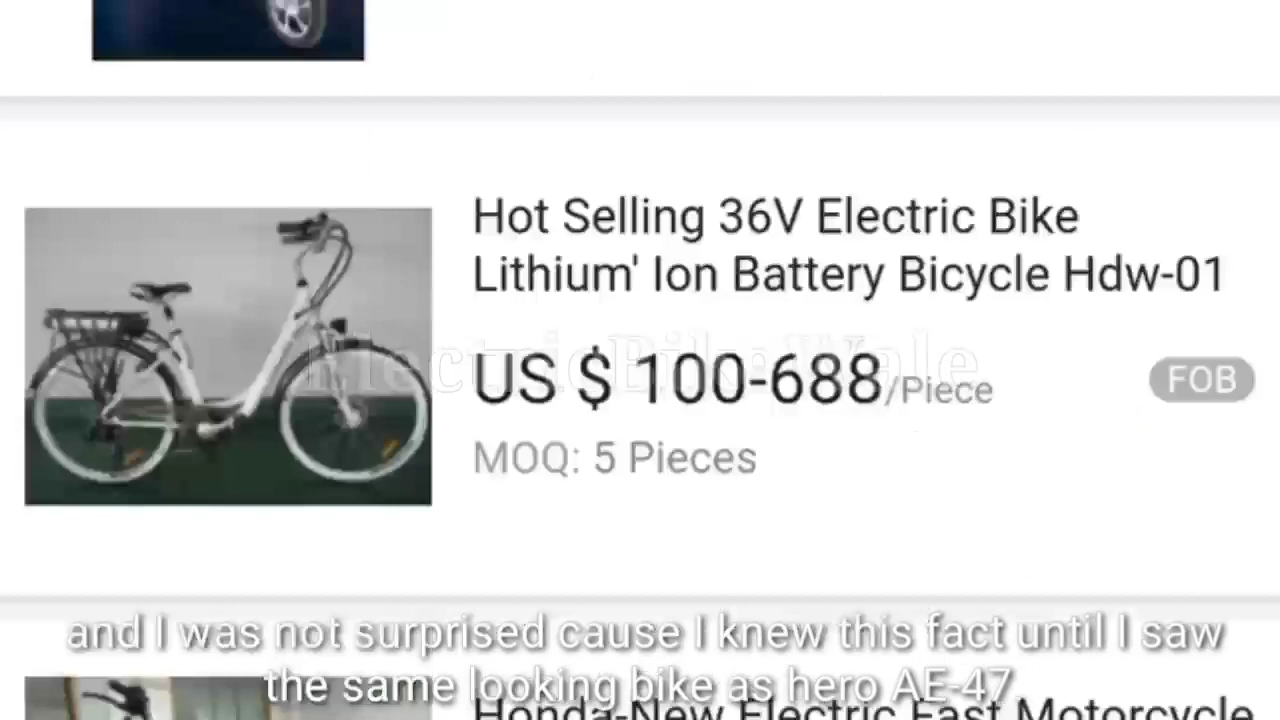 Hot Selling 36V Electric Bike
Lithium' Ion Battery Bicycle Hdw-01
ElectricBike Wale
US $ 100-688/Piece
FOB
MOQ: 5 Pieces
and I was not surprised cause I knew this fact until I saw
the same looking bike as hero AE-47
Honda-New Electric Fast Motorcycle